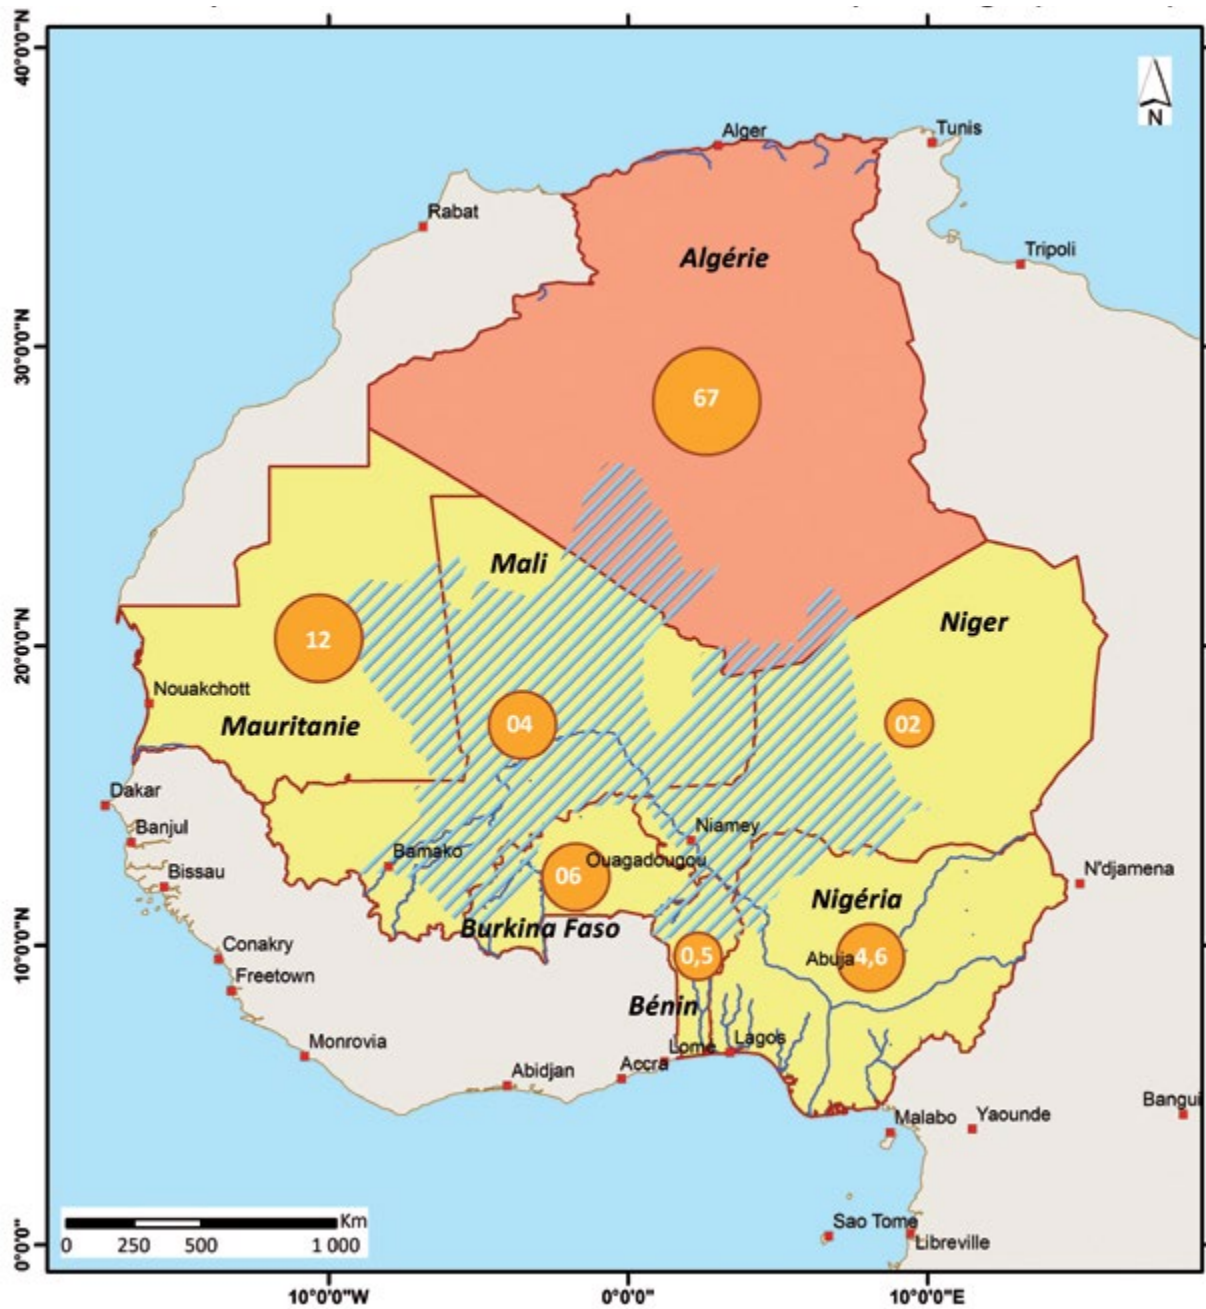 40°0'0"N
N
Alger
Tunis
Rabat
Tripoli
Algérie
30°0'0"N
67
Mali
Niger
12
20°0'0"N
Nouakchott
04
02
Mauritanie
Dakar
Banjul
Niamey
Bamako
Ouagadougou
Bissau
06
N'djamena
Nigéria
Burkina Faso
10°0'0"N
Conakry
0,5
Abuja
4,6
Freetown
Bénin
Monrovia
Lomé
Lagos
Abidjan
Accra
Bangui
Malabo
Yaounde
Km
0 250 500 1 000
Sao Tome
Libreville
0°0'0"
10°0'0"W
0°0'0"
10°0'0"E